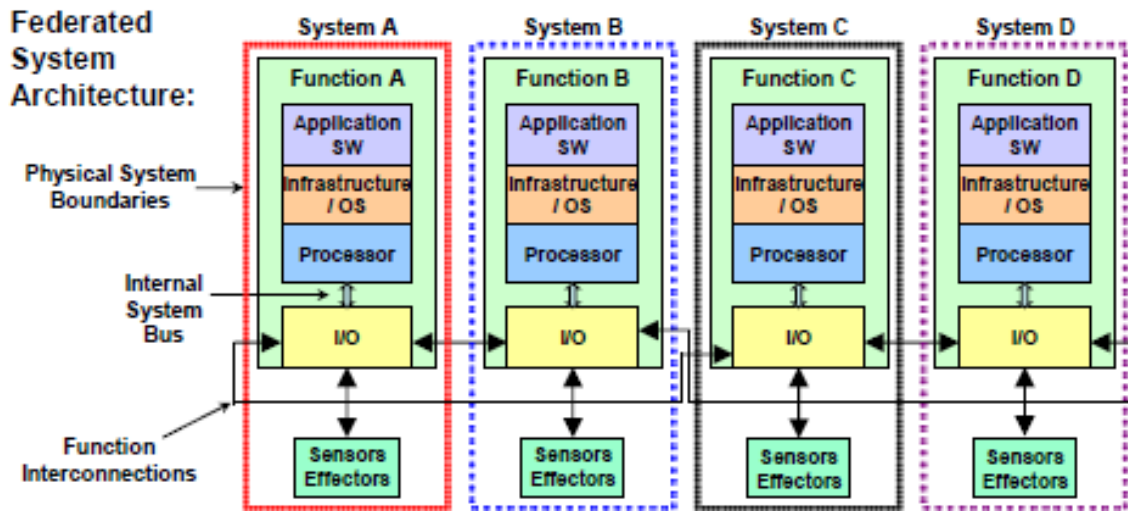 Federated
System
Architecture:
System A
System B
System C
System D
Function A
Function B
Function C
Function D
Application
SW
Application
SW
Application
SW
Application
SW
Physical System
Boundaries
Infrastructure
/ OS
Infrastructure
/ OS
Infrastructure
/ OS
Infrastructure
/ OS
Processor
Processor
Processor
Processor
Internal
System
Bus
I/O
I/O
I/O
I/O
Function
Interconnections
Sensors
Effectors
Sensors
Effectors
Sensors
Effectors
Sensors
Effectors